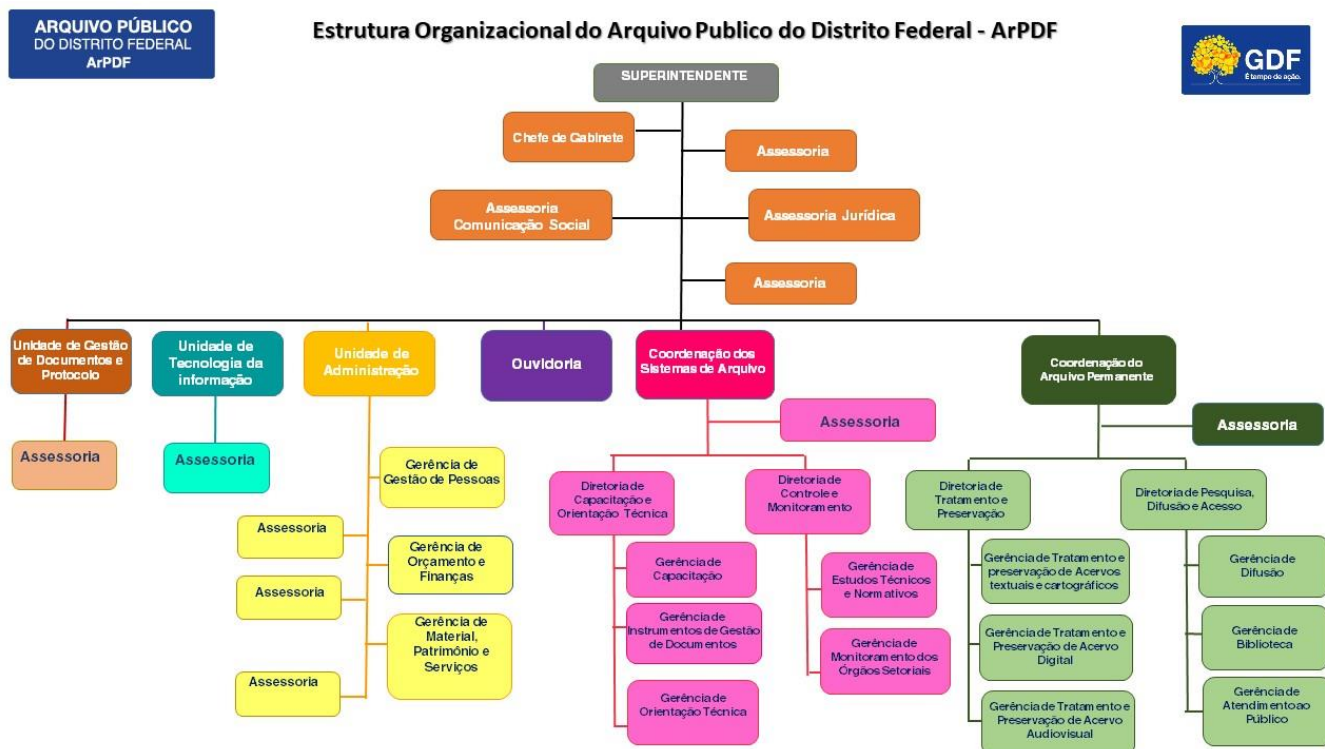 ARQUIVO PÚBLICO
DO DISTRITO FEDERAL
ArPDF
Estrutura Organizacional do Arquivo Publico do Distrito Federal - ArPDF
GDF
É tempo de ação.
SUPERINTENDENTE
Chefe de Gabinete
Assessoria
Assessoria
Comunicação Social
Assessoria Jurídica
Assessoria
Unidade de Gestão
de Documentos e
Protocolo
Unidade de
Tecnologia da
informação
Unidade de
Administração
Ouvidoria
Coordenação dos
Sistemas de Arquivo
Coordenação do
Arquivo Permanente
Assessoria
Assessoria
Gerência de
Gestão de Pessoas
Assessoria
Gerência de
Orçamento e
Finanças
Assessoria
Gerência de
Material,
Patrimônio e
Serviços
Assessoria
Assessoria
Diretoria de
Capacitação e
Orientação Técnica
Diretoria de
Controle e
Monitoramento
Gerência de
Capacitação
Gerência de
Instrumentos de Gestão
de Documentos
Gerência de
Orientação Técnica
Gerência de
Estudos Técnicos
e Normativos
Gerência de
Monitoramento dos
Órgãos Setoriais
Assessoria
Diretoria de
Tratamento e
Preservação
Diretoria de Pesquisa,
Difusão e Acesso
Gerência de Tratamento e
preservação de Acervos
textuais e cartográficos
Gerência de Tratamento e
Preservação de Acervo
Digital
Gerência de Tratamento e
Preservação de Acervo
Audiovisual
Gerência de
Difusão
Gerência de
Biblioteca
Gerência de
Atendimento ao
Público